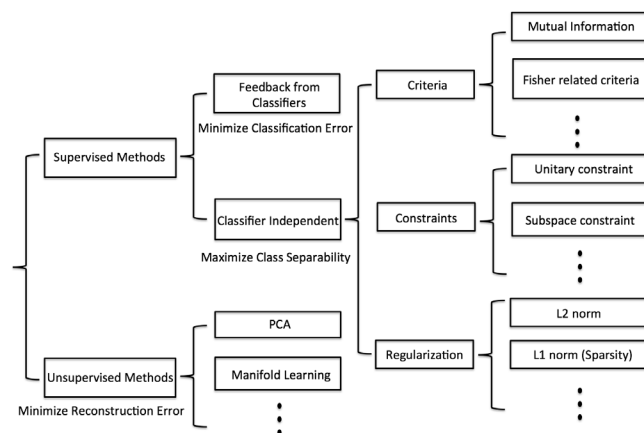 Mutual Information
Feedback from
Classifiers
Criteria
Fisher related criteria
Minimize Classification Error
Supervised Methods
Unitary constraint
Classifier Independent
Constraints
Subspace constraint
Maximize Class Separability
L2 norm
PCA
Regularization
L1 norm (Sparsity)
Unsupervised Methods
Manifold Learning
Minimize Reconstruction Error